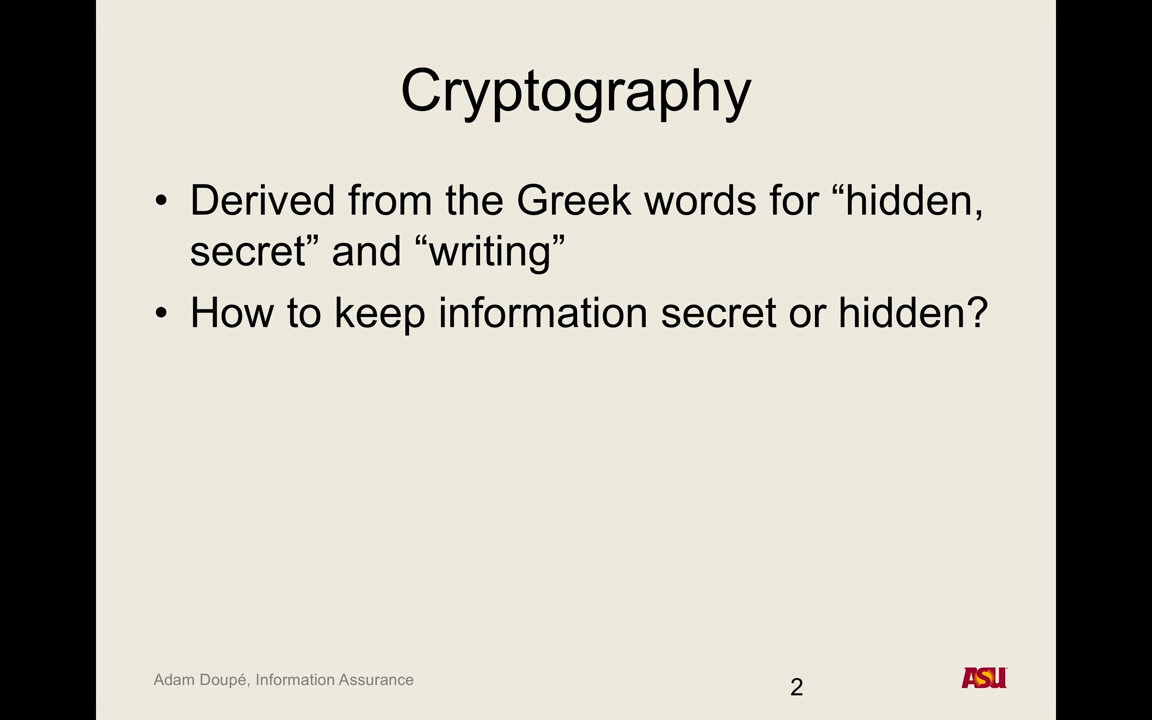 Cryptography
• Derived from the Greek words for “hidden,
secret” and “writing”
• How to keep information secret or hidden?
Adam Doupé, Information Assurance
2
ASU